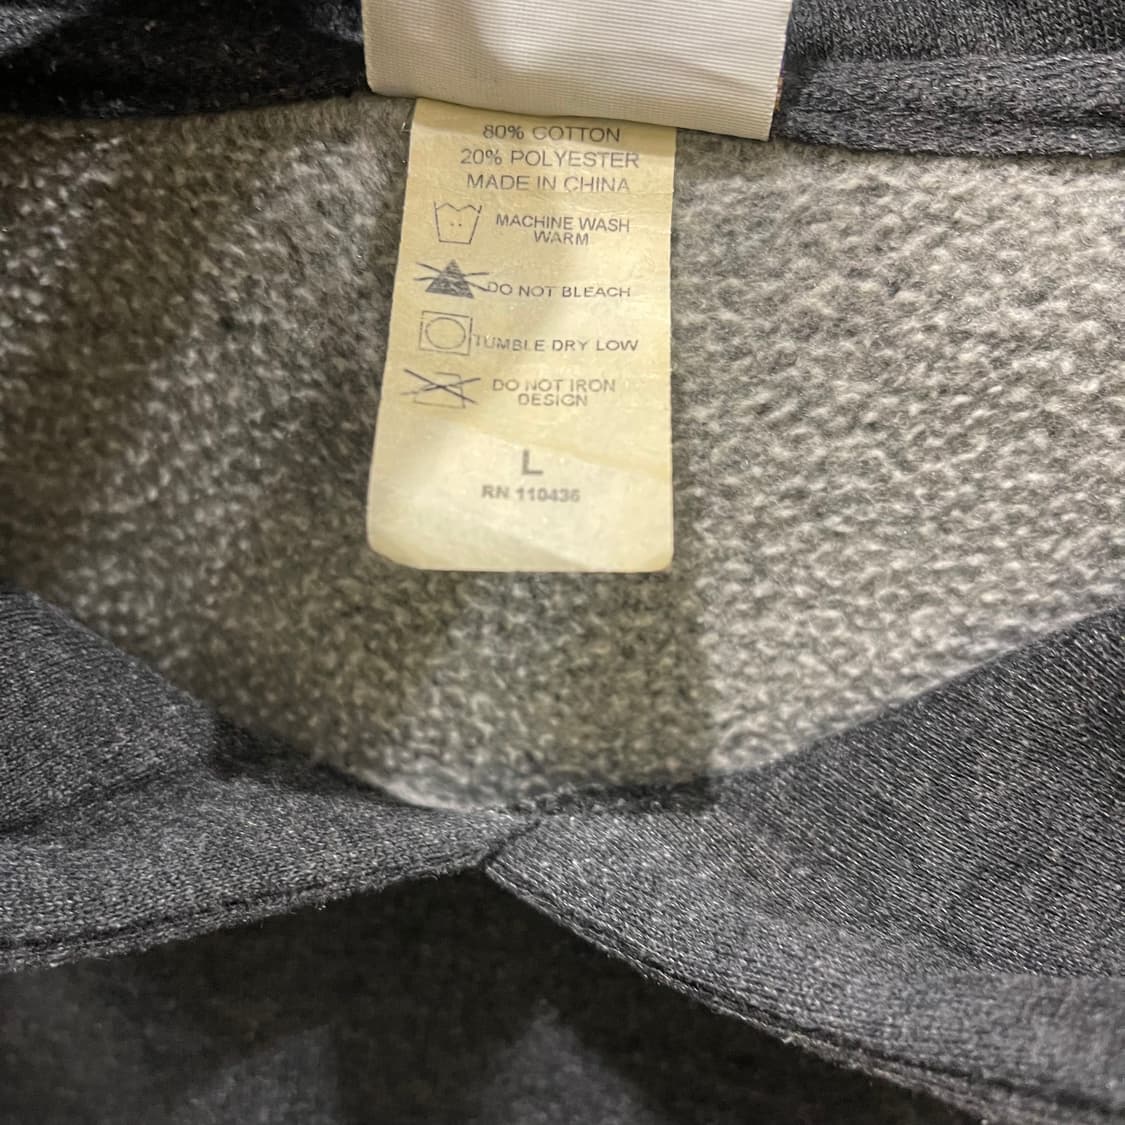 80% COTTON
20% POLYESTER
MADE IN CHINA
MACHINE WASH
WARM
DO NOT BLEACH
TUMBLE DRY LOW
DO NOT IRON
DESIGN
L
RN 110436